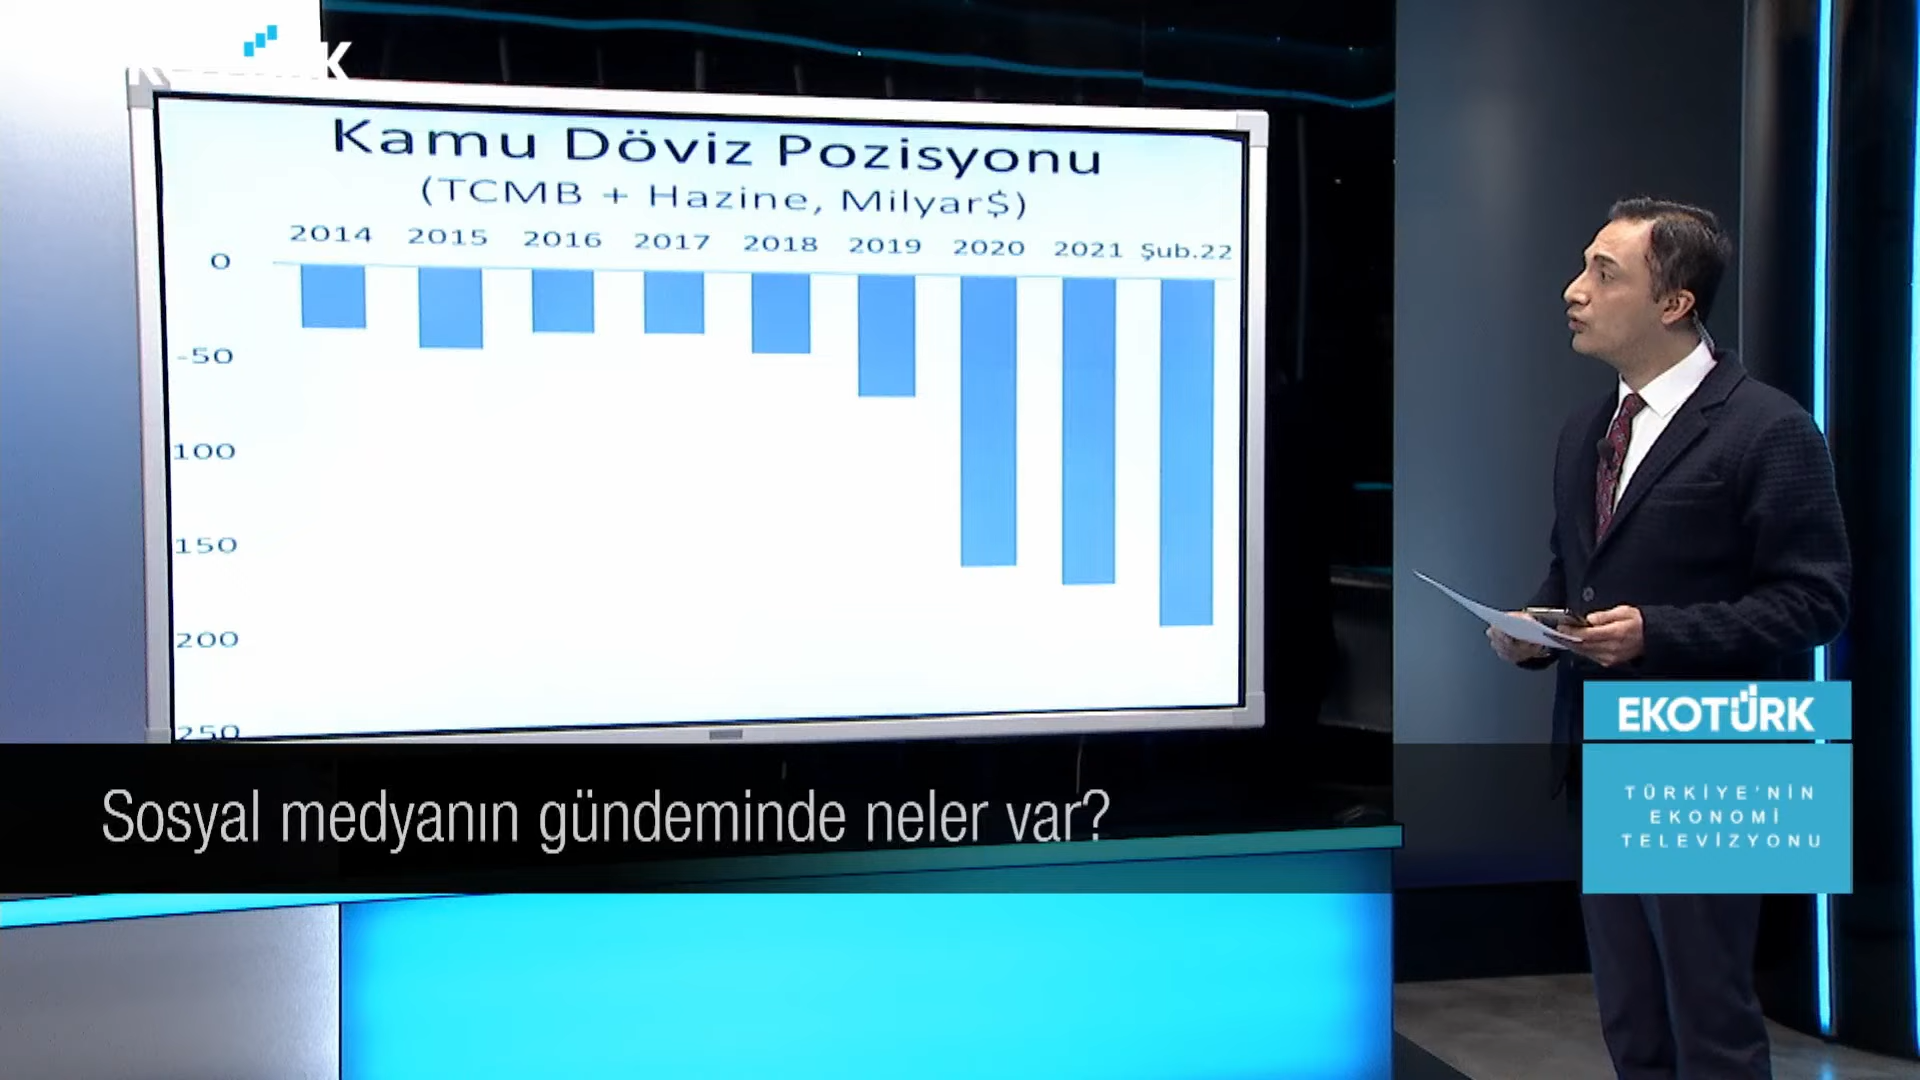 Kamu Döviz Pozisyonu
(TCMB + Hazine, Milyar$)
2014 2015 2016 2017 2018 2019 2020 2021 Şub.22
0
-50
100
150
200
250
EKOTÜRK
TÜRKİYE'NİN
EKONOMİ
TELEVİZYONU
Sosyal medyanın gündeminde neler var?